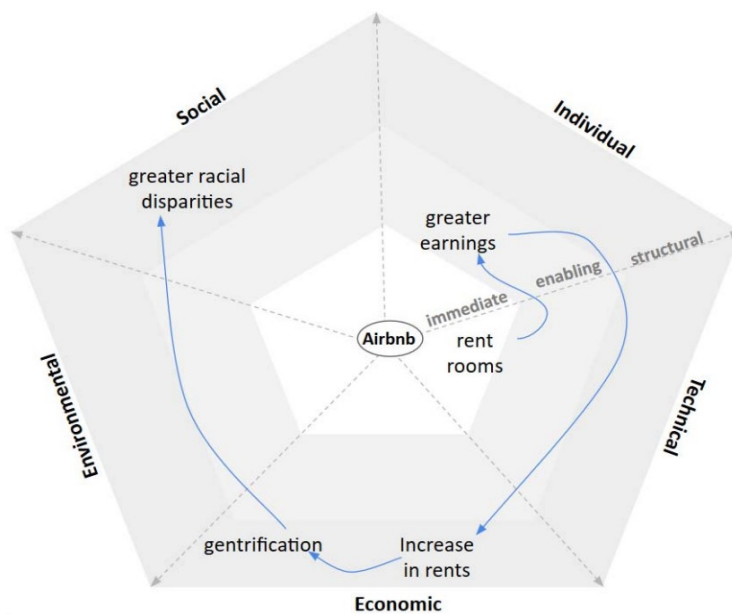 Social
Individual
greater racial
disparities
greater
earnings
structural
enabling
immediate
Airbnb
rent
rooms
Environmental
Technical
gentrification
Increase
in rents
Economic